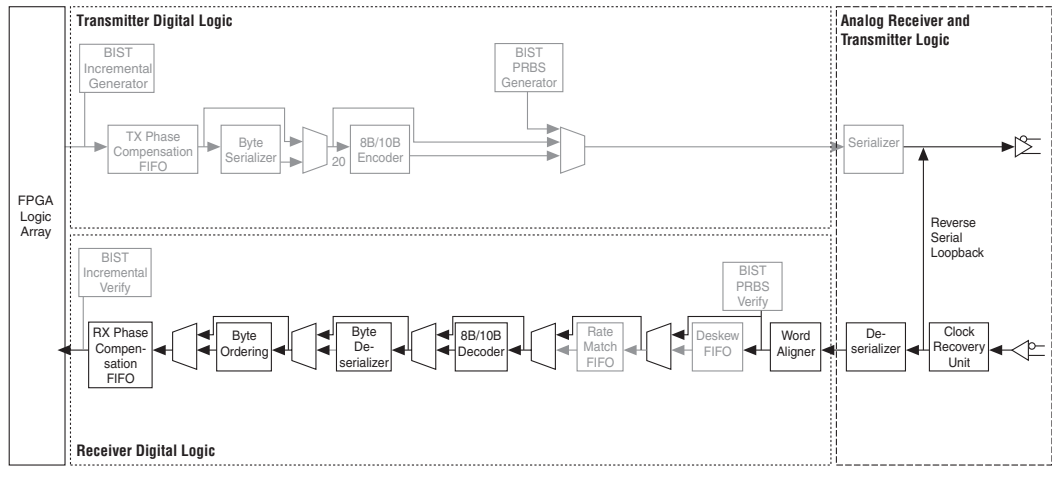 Transmitter Digital Logic
Analog Receiver and
Transmitter Logic
BIST
Incremental
Generator
BIST
PRBS
Generator
TX Phase
Compensation
FIFO
Byte
Serializer
20
8B/10B
Encoder
Serializer
FPGA
Logic
Array
Reverse
Serial
Loopback
BIST
Incremental
Verify
BIST
PRBS
Verify
RX Phase
Compen-
sation
FIFO
Byte
Ordering
Byte
De-
serializer
8B/10B
Decoder
Rate
Match
FIFO
Deskew
FIFO
Word
Aligner
De-
serializer
Clock
Recovery
Unit
Receiver Digital Logic